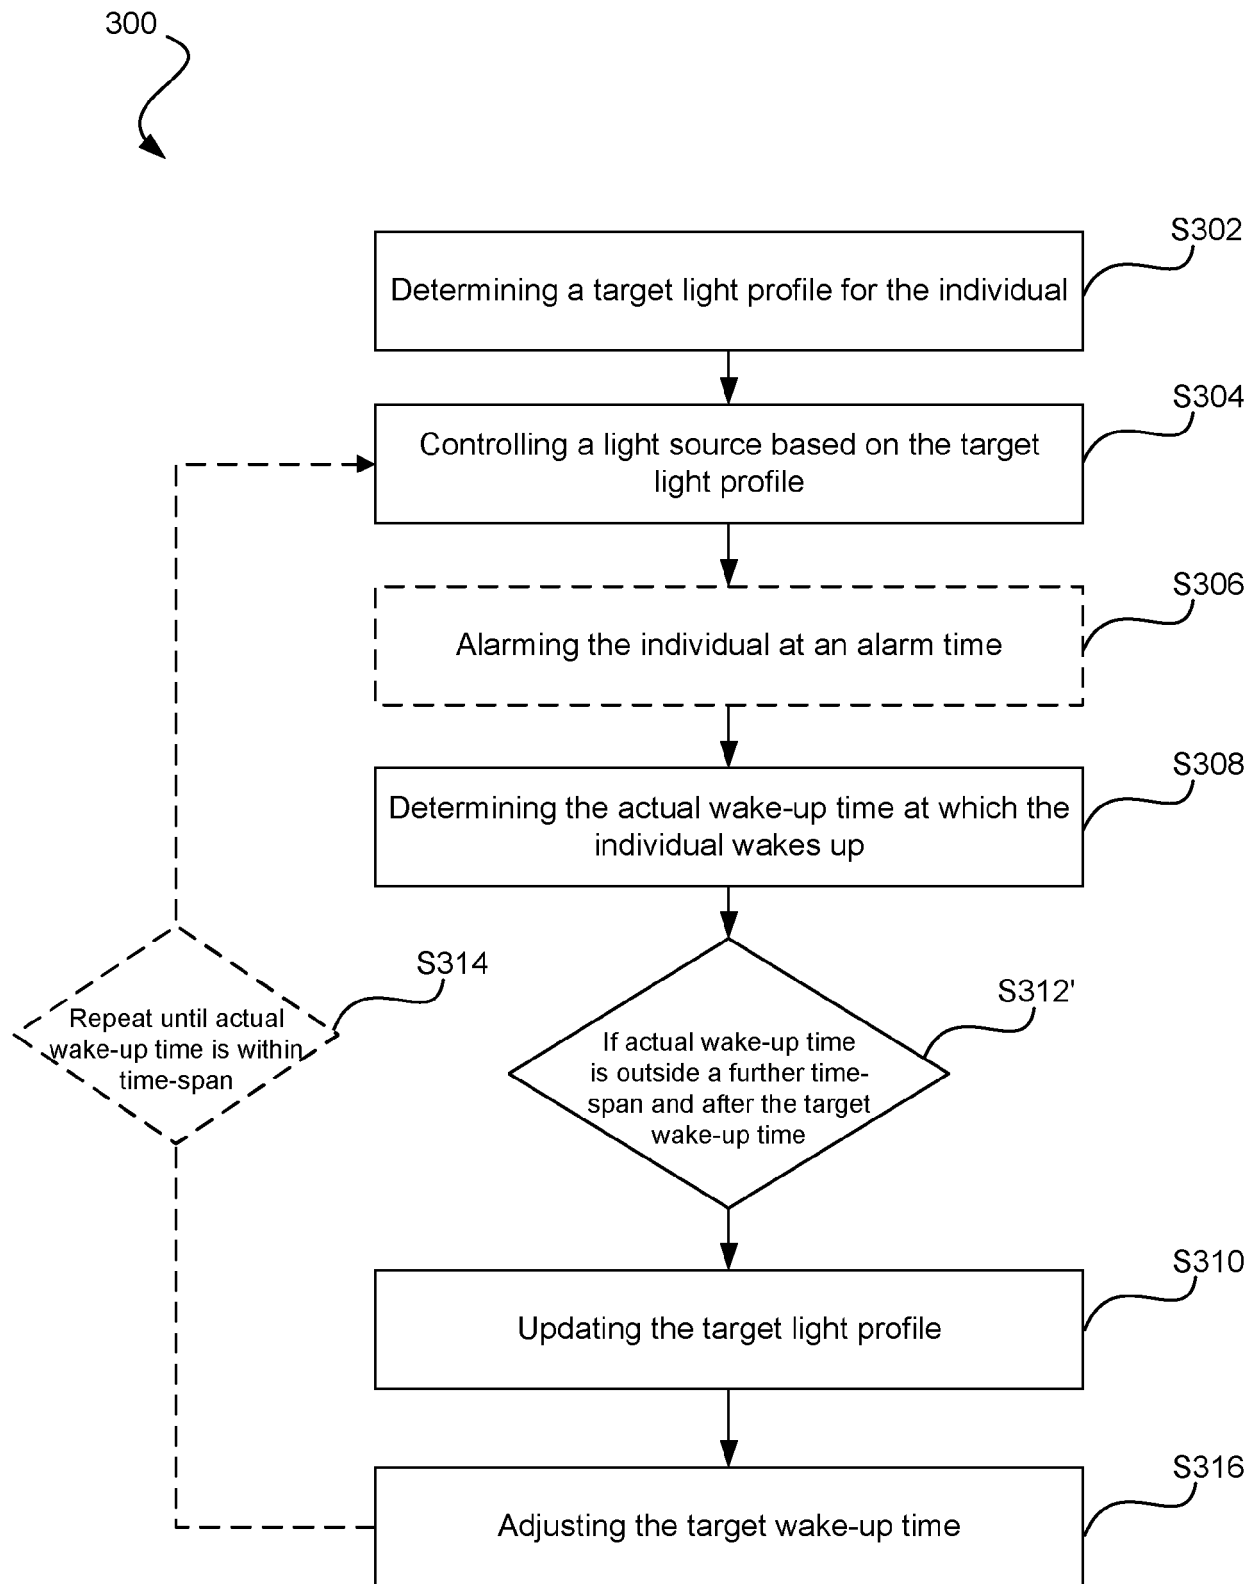 300
S302
Determining a target light profile for the individual
S304
Controlling a light source based on the target
light profile
S306
Alarming the individual at an alarm time
S308
Determining the actual wake-up time at which the
individual wakes up
S314
Repeat until actual
wake-up time is within
time-span
S312'
If actual wake-up time
is outside a further time-
span and after the target
wake-up time
S310
Updating the target light profile
S316
Adjusting the target wake-up time